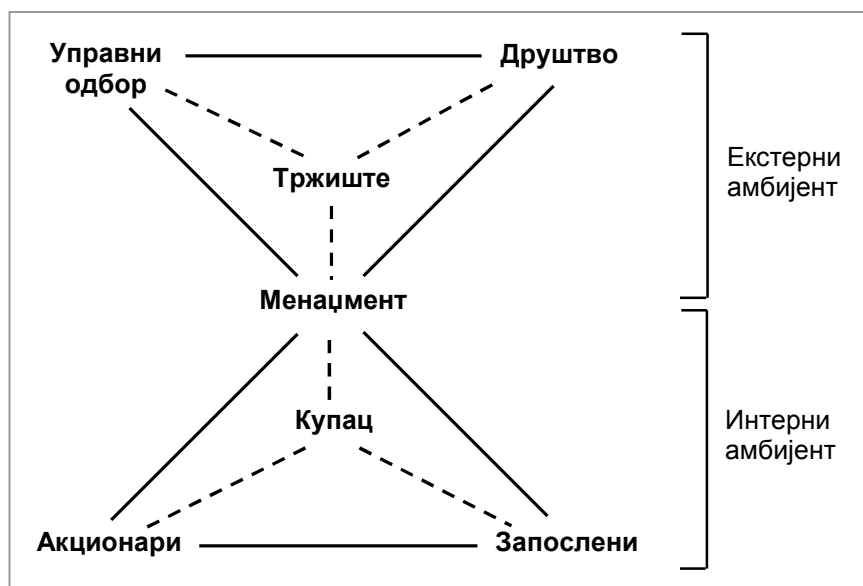 Управни
одбор
Друштво
Тржиште
Екстерни
амбијент
Менаџмент
Купац
Интерни
амбијент
Акционари
Запослени